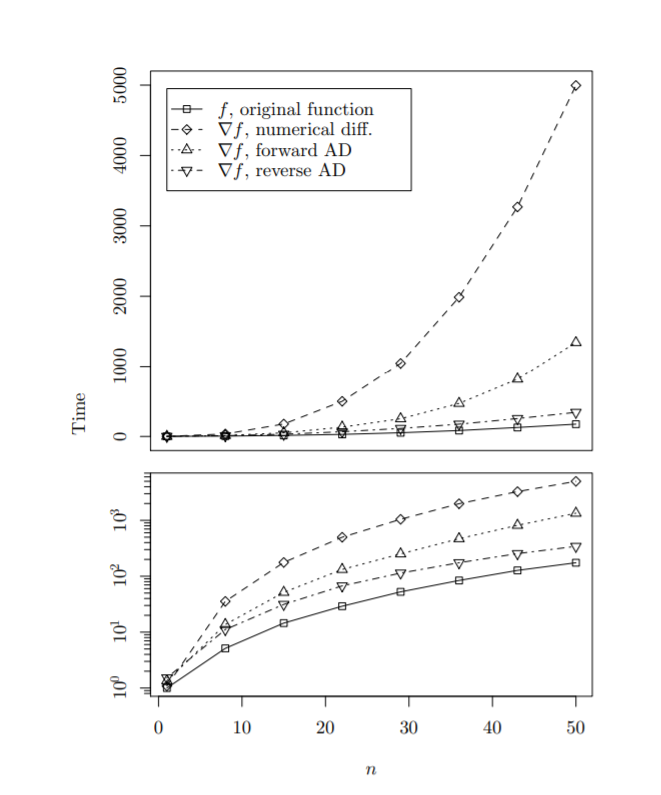 5000
4000
3000
2000
1000
0
Time
f, original function
∇f, numerical diff.
∇f, forward AD
∇f, reverse AD
10³
10²
10¹
10⁰
0 10 20 30 40 50
n